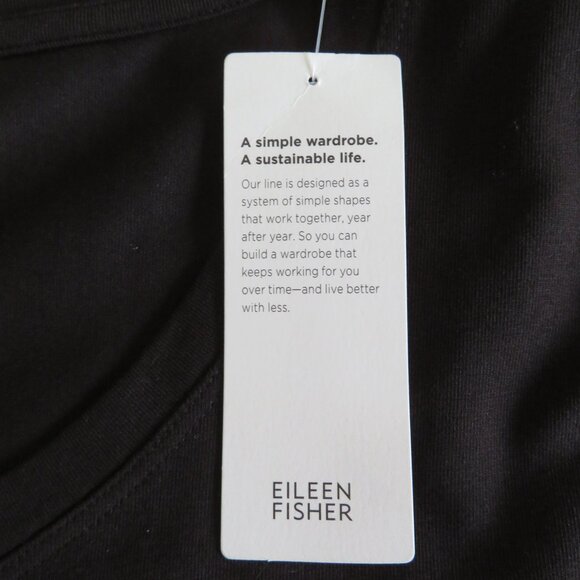 A simple wardrobe.
A sustainable life.
Our line is designed as a
system of simple shapes
that work together, year
after year. So you can
build a wardrobe that
keeps working for you
over time—and live better
with less.
EILEEN
FISHER